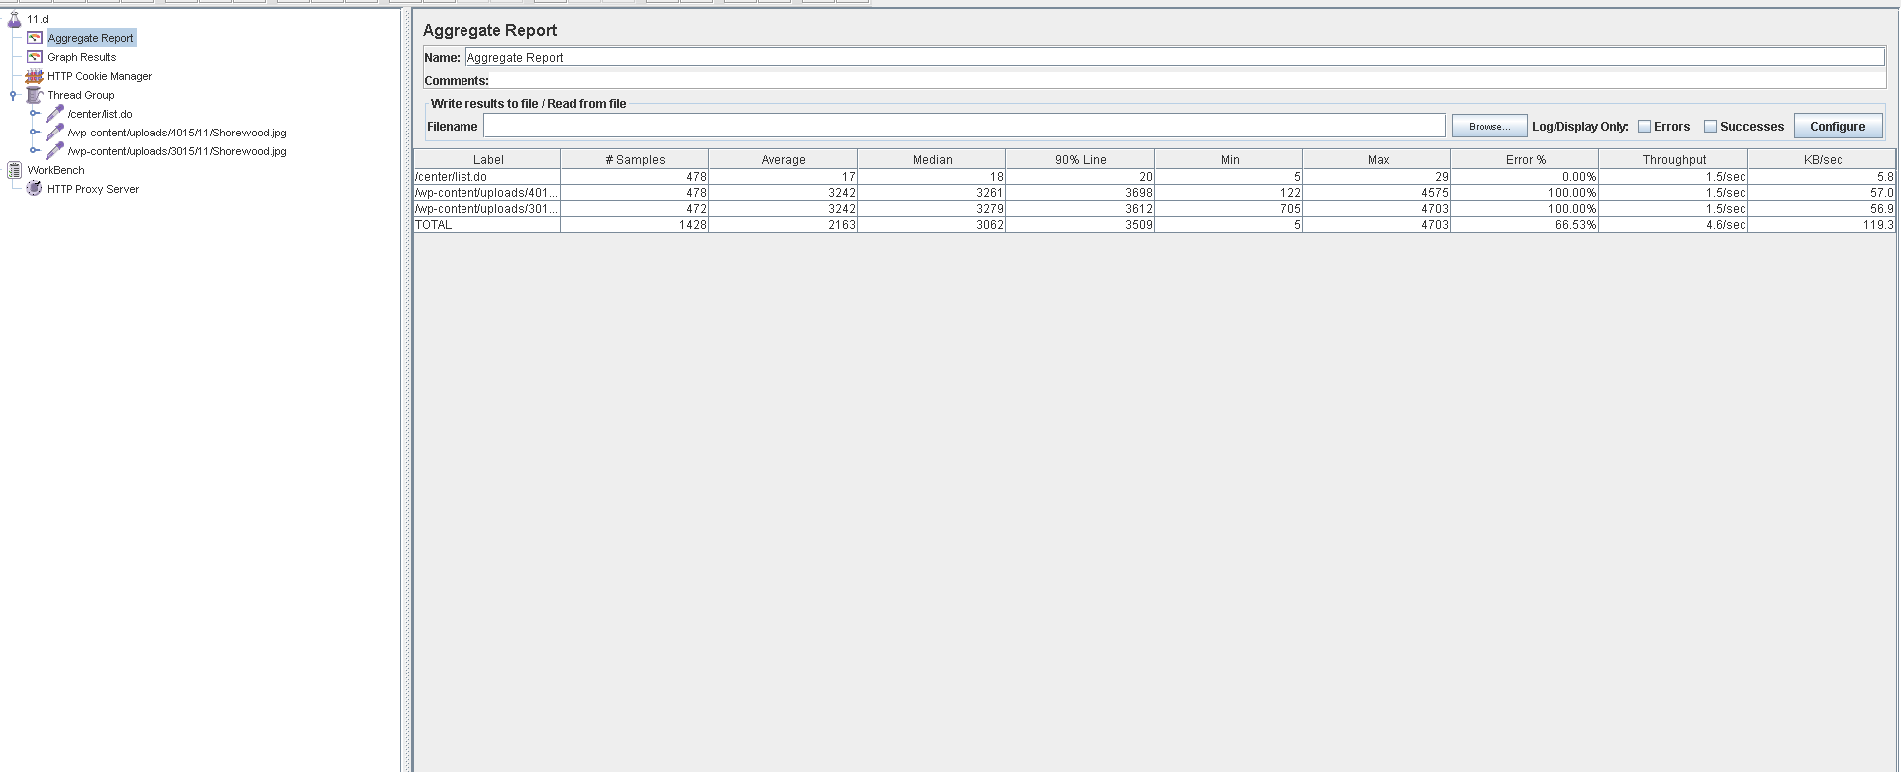 11.d
Aggregate Report
Graph Results
HTTP Cookie Manager
Thread Group
/center/list.do
/wp-content/uploads/4015/11/Shorewood.jpg
/wp-content/uploads/3015/11/Shorewood.jpg
WorkBench
HTTP Proxy Server
Aggregate Report
Name: Aggregate Report
Comments:
Write results to file / Read from file
Filename Browse... Log/Display Only: Errors Successes Configure
Label # Samples Average Median 90% Line Min Max Error % Throughput KB/sec
/center/list.do 478 17 18 20 5 29 0.00% 1.5/sec 5.8
/wp-content/uploads/401... 478 3242 3261 3698 122 4575 100.00% 1.5/sec 57.0
/wp-content/uploads/301... 472 3242 3279 3612 705 4703 100.00% 1.5/sec 56.9
TOTAL 1428 2163 3062 3509 5 4703 66.53% 4.6/sec 119.3